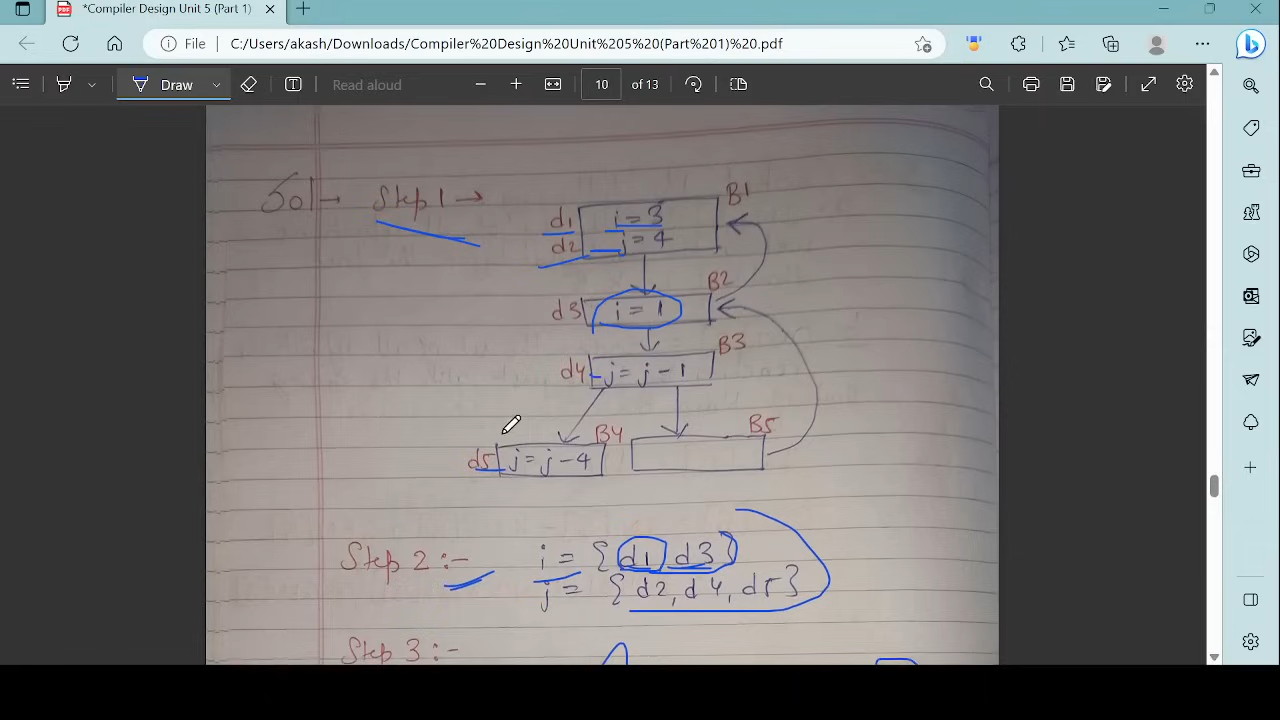 *Compiler Design Unit 5 (Part 1)
File C:/Users/akash/Downloads/Compiler%20Design%20Unit%205%20(Part%201)%20.pdf
Draw Read aloud 10 of 13
Sol → Step 1 →
B1
d1 i = 3
d2 j = 4
B2
d3 i = 1
B3
d4 j = j - 1
B4 B5
d5 j = j - 4
Step 2 :- i = {d1, d3}
j = {d2, d4, d5}
Step 3 :-